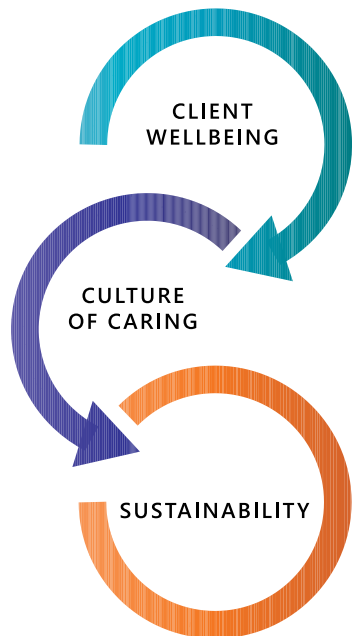 CLIENT
WELLBEING
CULTURE
OF CARING
SUSTAINABILITY